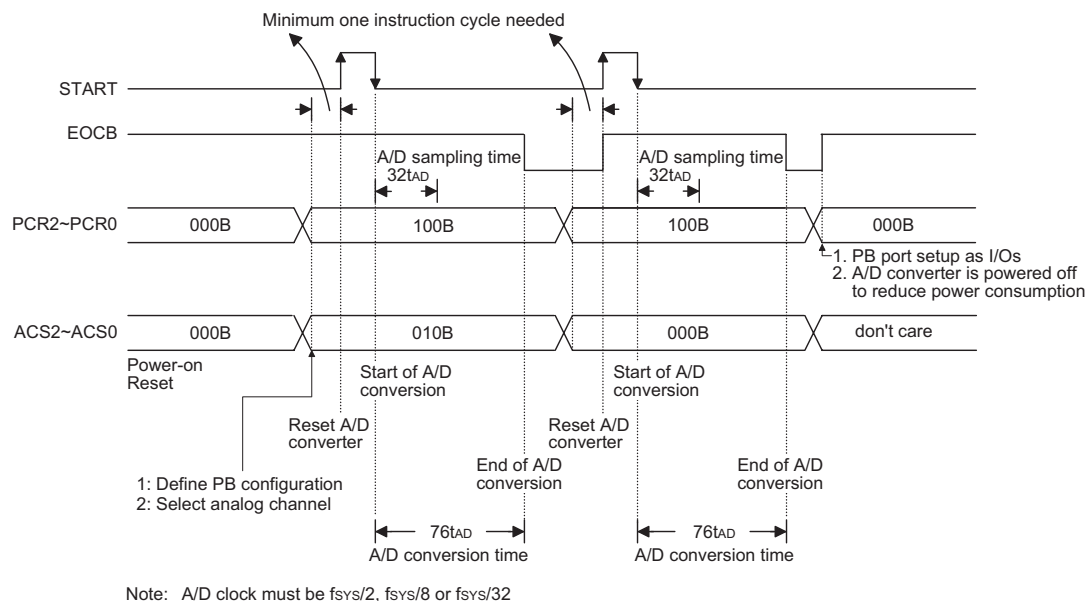 Minimum one instruction cycle needed
START
EOCB
A/D sampling time
32tAD
A/D sampling time
32tAD
PCR2~PCR0
000B
100B
100B
000B
1. PB port setup as I/Os
2. A/D converter is powered off
to reduce power consumption
ACS2~ACS0
000B
010B
000B
don't care
Power-on
Reset
Start of A/D
conversion
Start of A/D
conversion
Reset A/D
converter
Reset A/D
converter
End of A/D
conversion
End of A/D
conversion
1: Define PB configuration
2: Select analog channel
76tAD
A/D conversion time
76tAD
A/D conversion time
Note: A/D clock must be fSYS/2, fSYS/8 or fSYS/32